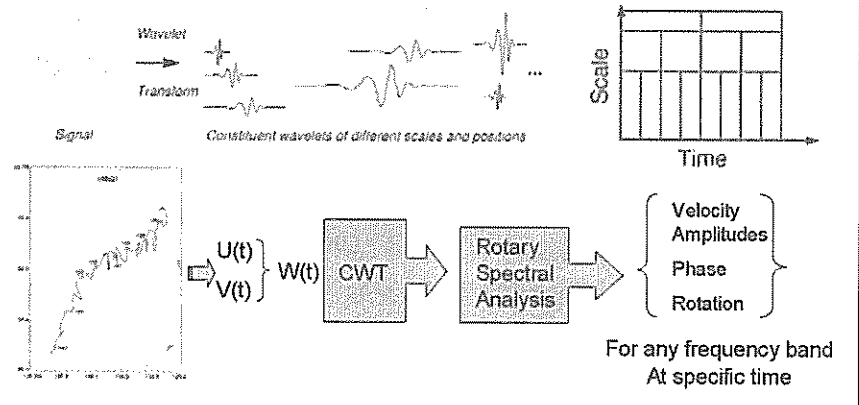 Wavelet
Transform
...
Signal
Constituent wavelets of different scales and positions
Scale
Time
U(t)
V(t)
W(t)
CWT
Rotary
Spectral
Analysis
Velocity
Amplitudes
Phase
Rotation
For any frequency band
At specific time